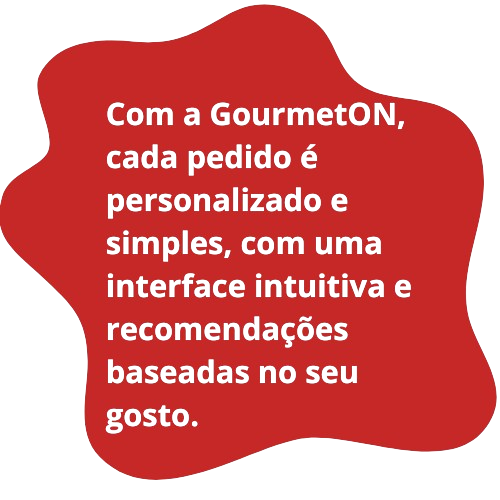 Com a GourmetON,
cada pedido é
personalizado e
simples, com uma
interface intuitiva e
recomendações
baseadas no seu
gosto.